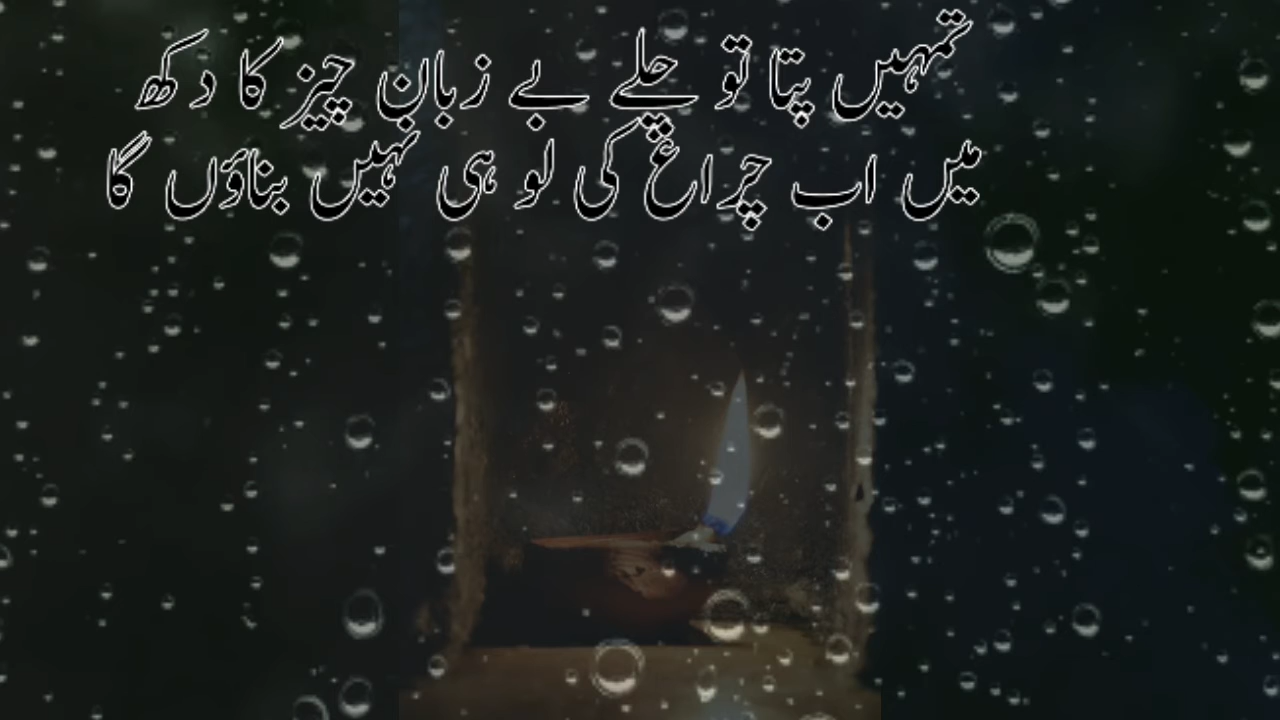 تمہیں پتا تو چلے بے زبان چیز کا دکھ
میں اب چراغ کی لو ہی نہیں بناؤں گا